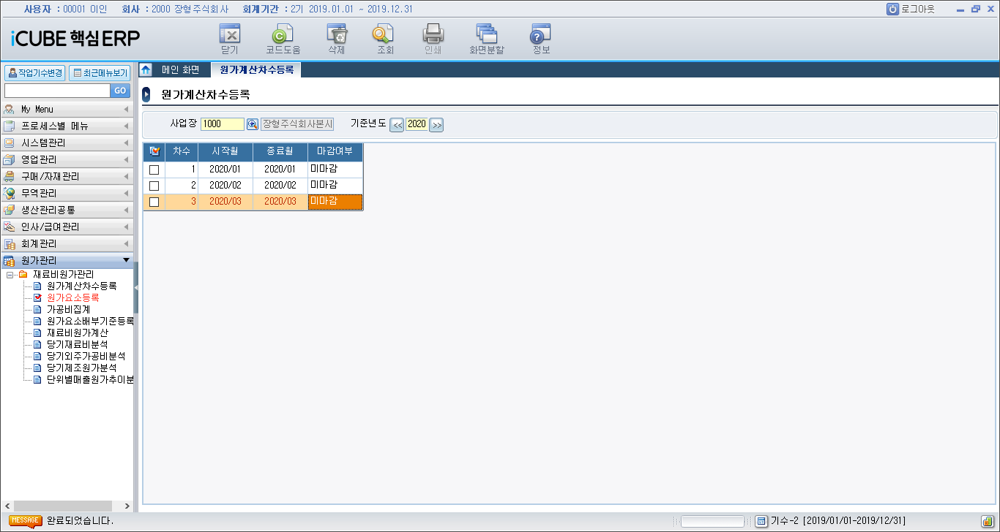 사용자 : 00001 이인 회사 : 2000 장형주식회사 회계기간 : 2기 2019.01.01 ~ 2019.12.31 로그아웃
iCUBE 핵심ERP
닫기 코드도움 삭제 조회 인쇄 화면분할 정보
작업기수변경 최근메뉴보기
메인 화면 원가계산차수등록
GO
원가계산차수등록
My Menu
프로세스별 메뉴
시스템관리
영업관리
구매/자재관리
무역관리
생산관리공통
인사/급여관리
회계관리
원가관리
재료비원가관리
원가계산차수등록
원가요소등록
가공비집계
원가요소배부기준등록
재료비원가계산
당기재료비분석
당기외주가공비분석
당기제조원가분석
단위별매출원가추이분
사업장 1000 장형주식회사본사 기준년도 << 2020 >>
차수 시작월 종료월 마감여부
1 2020/01 2020/01 미마감
2 2020/02 2020/02 미마감
3 2020/03 2020/03 미마감
MESSAGE 완료되었습니다. 기수-2 [2019/01/01-2019/12/31]